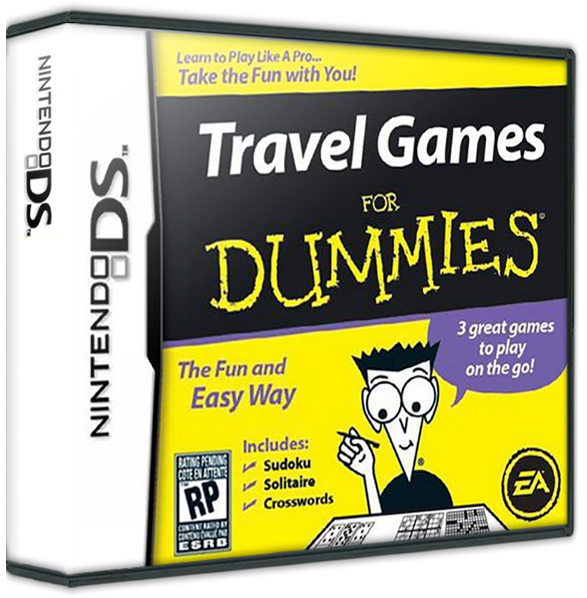 NINTENDO DS™
NINTENDO DS™
Learn to Play Like A Pro...
Take the Fun with You!
Travel Games
FOR
DUMMIES®
3 great games
to play
on the go!
The Fun and
Easy Way
Includes:
Sudoku
Solitaire
Crosswords
RATING PENDING
COTE EN ATTENTE
RP
CONTENT RATED BY
CONTENU ÉVALUÉ PAR
ESRB
EA